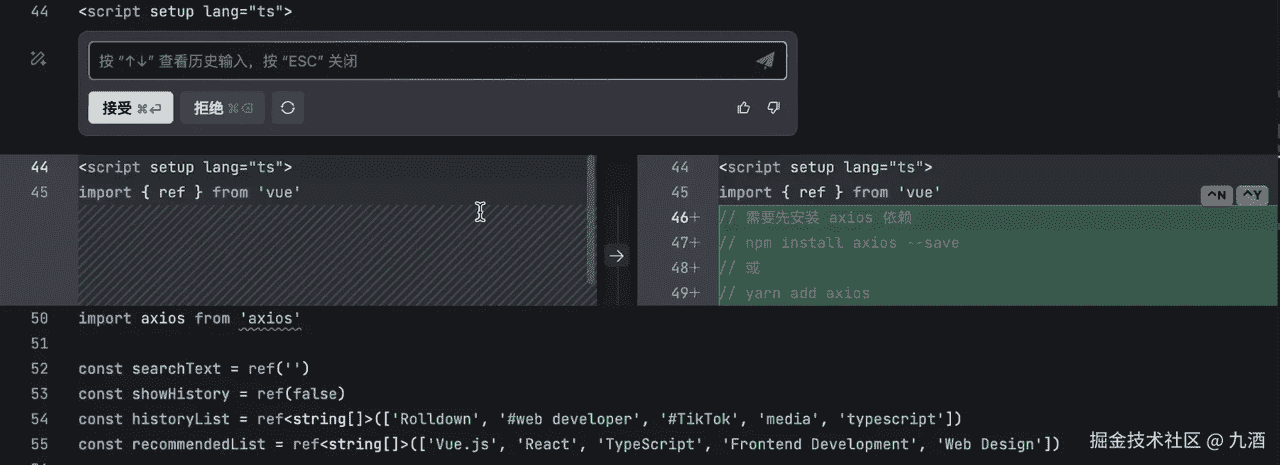 44 <script setup lang="ts">
按 “↑↓” 查看历史输入，按 “ESC” 关闭
接受 ⌘⏎ 拒绝 ⌘⌫
44 <script setup lang="ts">
45 import { ref } from 'vue'
44 <script setup lang="ts">
45 import { ref } from 'vue'
^N ^Y
46+ // 需要先安装 axios 依赖
47+ // npm install axios --save
48+ // 或
49+ // yarn add axios
50 import axios from 'axios'
51
52 const searchText = ref('')
53 const showHistory = ref(false)
54 const historyList = ref<string[]>(['Rolldown', '#web developer', '#TikTok', 'media', 'typescript'])
55 const recommendedList = ref<string[]>(['Vue.js', 'React', 'TypeScript', 'Frontend Development', 'Web Design'])
掘金技术社区 @ 九酒